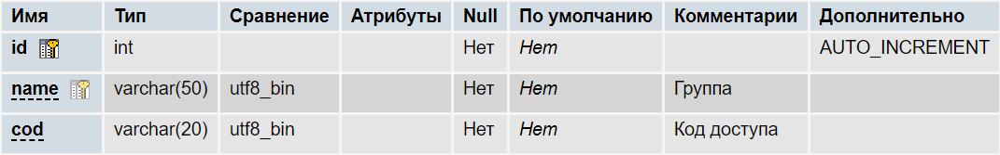 Имя Тип Сравнение Атрибуты Null По умолчанию Комментарии Дополнительно
id int Нет Нет AUTO_INCREMENT
name varchar(50) utf8_bin Нет Нет Группа
cod varchar(20) utf8_bin Нет Нет Код доступа